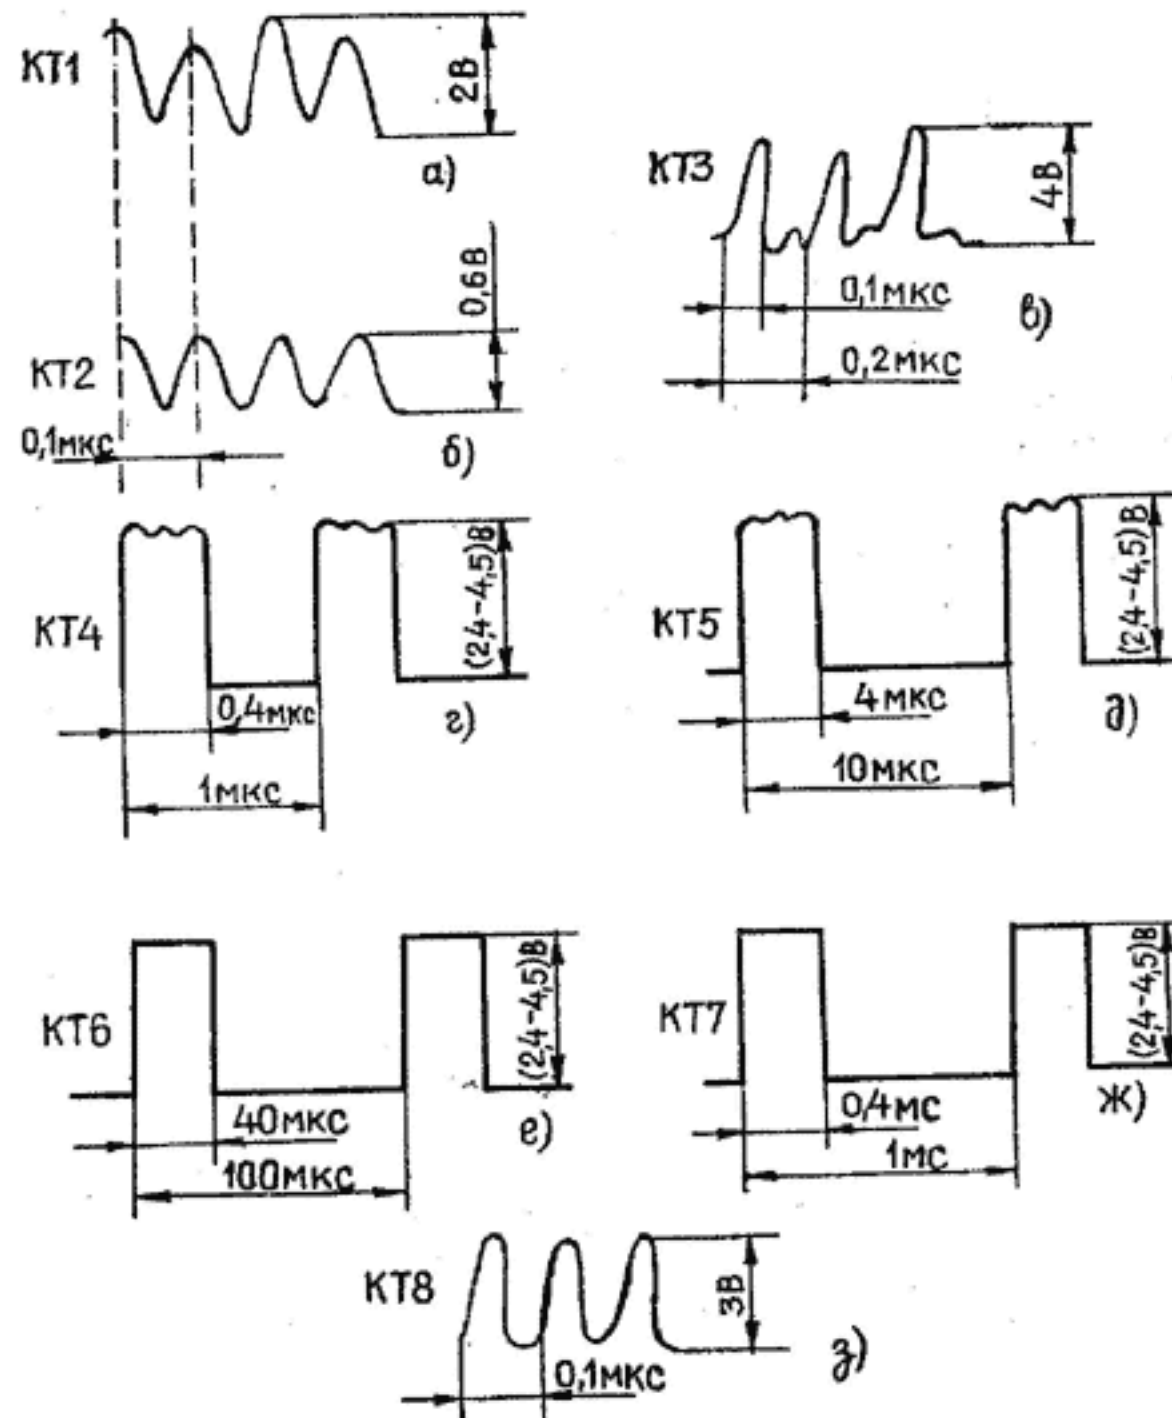 КТ1
2В
а)
КТ3
4В
0,1мкс
0,2мкс
в)
0,6В
КТ2
0,1мкс
б)
КТ4
(2,4-4,5)В
0,4мкс
1мкс
г)
КТ5
(2,4-4,5)В
4мкс
10мкс
д)
КТ6
(2,4-4,5)В
40мкс
100мкс
е)
КТ7
(2,4-4,5)В
0,4мс
1мс
ж)
КТ8
3В
0,1мкс
з)